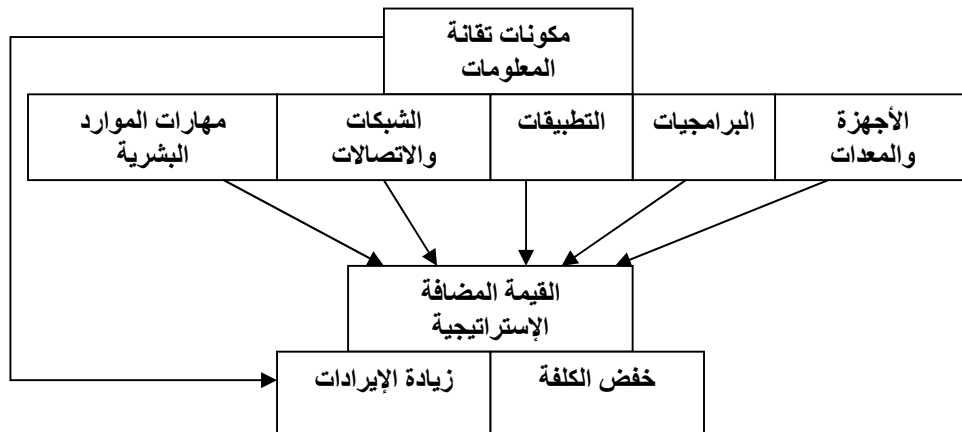 مكونات تقانة
المعلومات
الأجهزة
والمعدات
البرامجيات
التطبيقات
الشبكات
والاتصالات
مهارات الموارد
البشرية
القيمة المضافة
الإستراتيجية
خفض الكلفة
زيادة الإيرادات